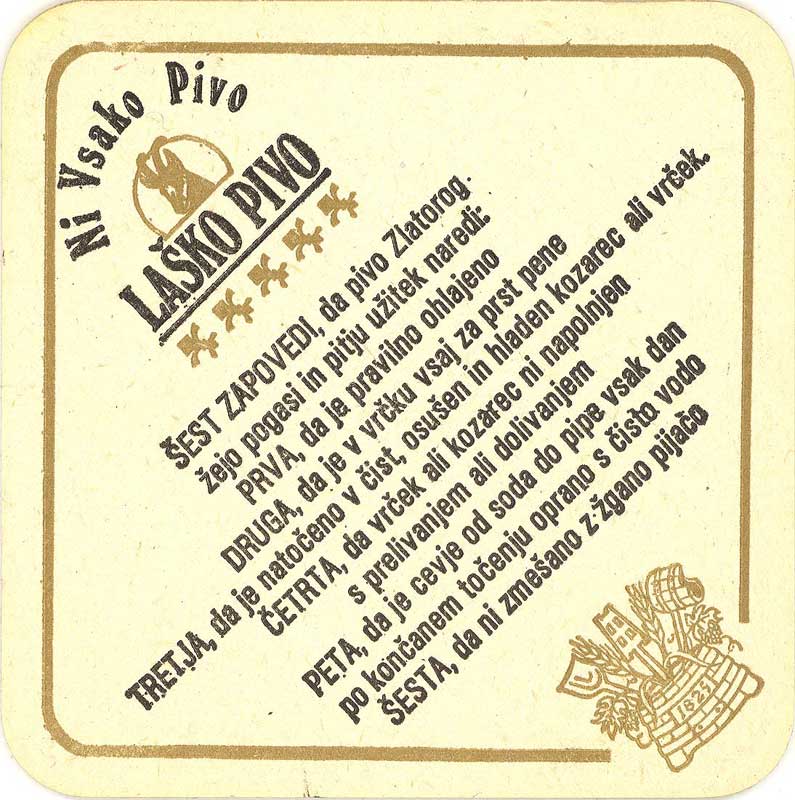 Ni Vsako Pivo
LAŠKO PIVO
ŠEST ZAPOVEDI, da pivo Zlatorog.
žejo pogasi in pitju užitek naredi:
PRVA, da je pravilno ohlajeno
DRUGA, da je v vrčku vsaj za prst pene
TRETJA, da je natočeno v čist, osušen in hladen kozarec ali vrček.
ČETRTA, da vrček ali kozarec ni napolnjen
s prelivanjem ali dolivanjem
PETA, da je cevje od soda do pipe vsak dan
po končanem točenju oprano s čisto vodo
ŠESTA, da ni zmešano z žgano pijačo
1825